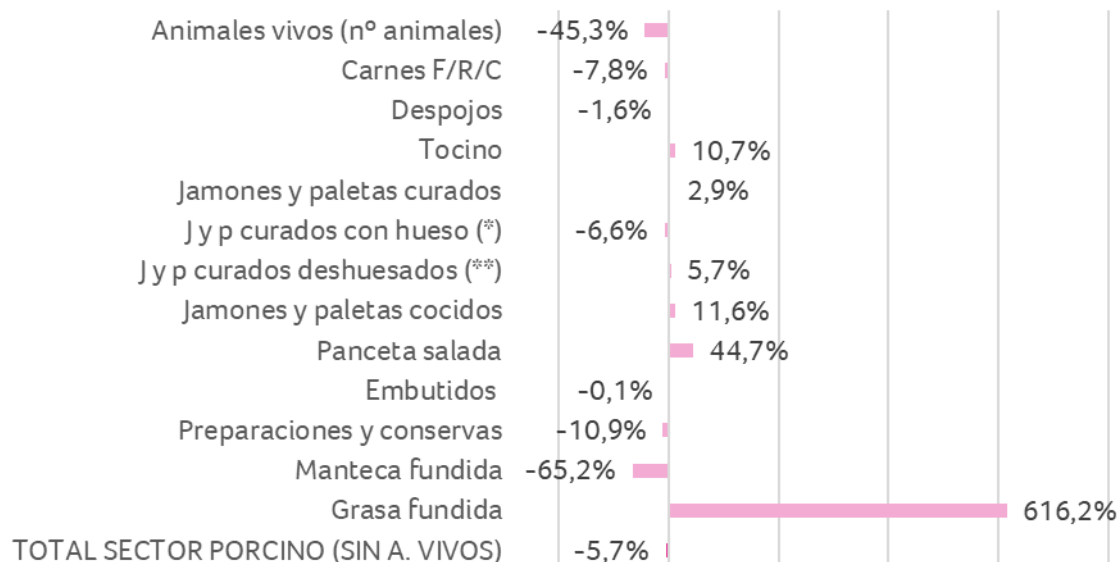 Animales vivos (nº animales) -45,3%
Carnes F/R/C -7,8%
Despojos -1,6%
Tocino 10,7%
Jamones y paletas curados 2,9%
J y p curados con hueso (*) -6,6%
J y p curados deshuesados (**) 5,7%
Jamones y paletas cocidos 11,6%
Panceta salada 44,7%
Embutidos -0,1%
Preparaciones y conservas -10,9%
Manteca fundida -65,2%
Grasa fundida 616,2%
TOTAL SECTOR PORCINO (SIN A. VIVOS) -5,7%